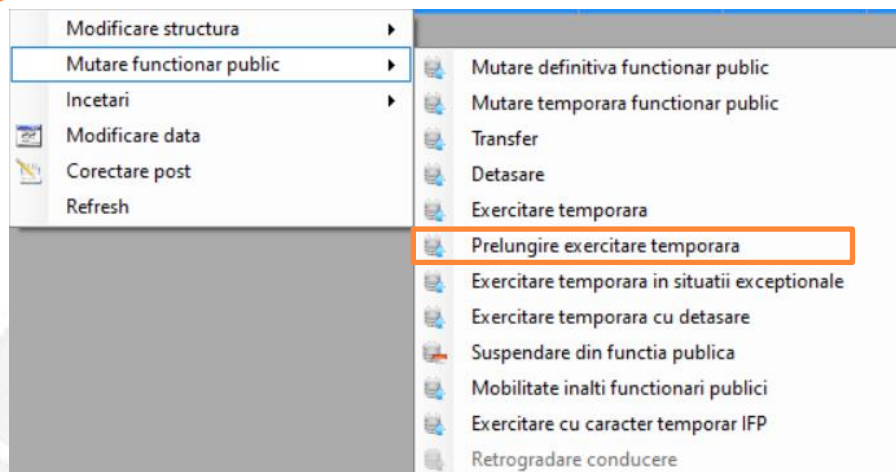 Modificare structura
Mutare functionar public
Incetari
Modificare data
Corectare post
Refresh
Mutare definitiva functionar public
Mutare temporara functionar public
Transfer
Detasare
Exercitare temporara
Prelungire exercitare temporara
Exercitare temporara in situatii exceptionale
Exercitare temporara cu detasare
Suspendare din functia publica
Mobilitate inalti functionari publici
Exercitare cu caracter temporar IFP
Retrogradare conducere